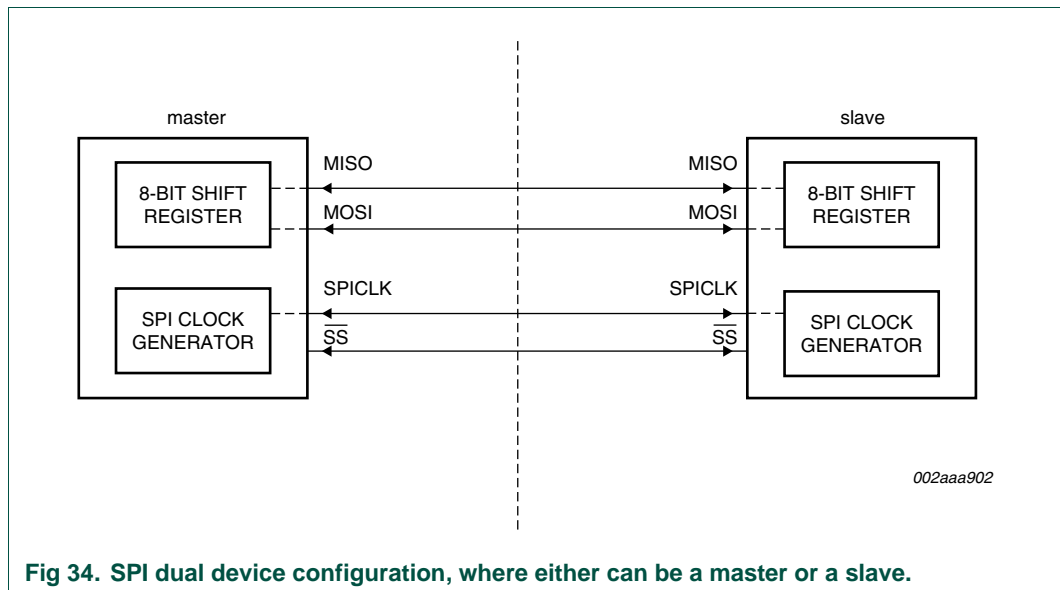 master
slave
8-BIT SHIFT
REGISTER
MISO
MISO
MOSI
MOSI
8-BIT SHIFT
REGISTER
SPI CLOCK
GENERATOR
SPICLK
SPICLK
SS
SS
SPI CLOCK
GENERATOR
002aaa902
Fig 34. SPI dual device configuration, where either can be a master or a slave.